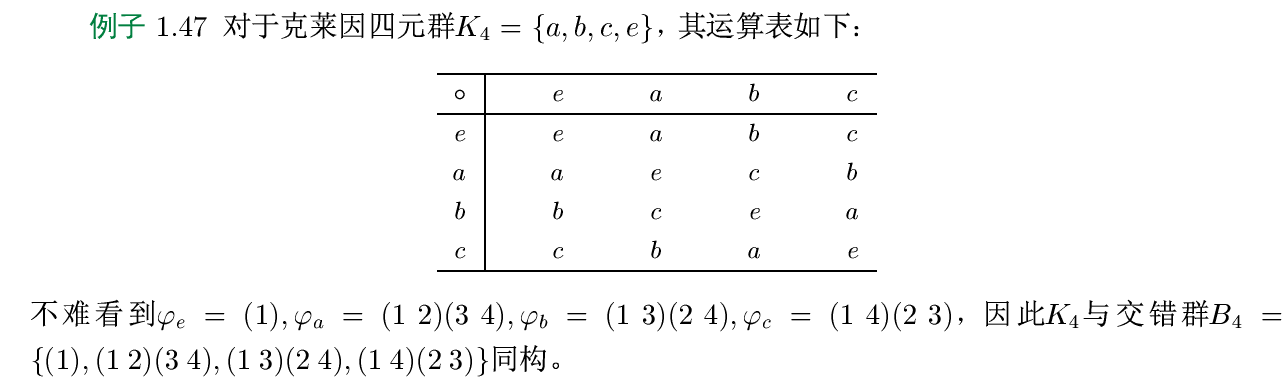 例子 1.47 对于克莱因四元群K₄ = {a, b, c, e}，其运算表如下：
∘ e a b c
e e a b c
a a e c b
b b c e a
c c b a e
不难看到φₑ = (1), φₐ = (1 2)(3 4), φ_b = (1 3)(2 4), φ_c = (1 4)(2 3)，因此K₄与交错群B₄ =
{(1), (1 2)(3 4), (1 3)(2 4), (1 4)(2 3)}同构。